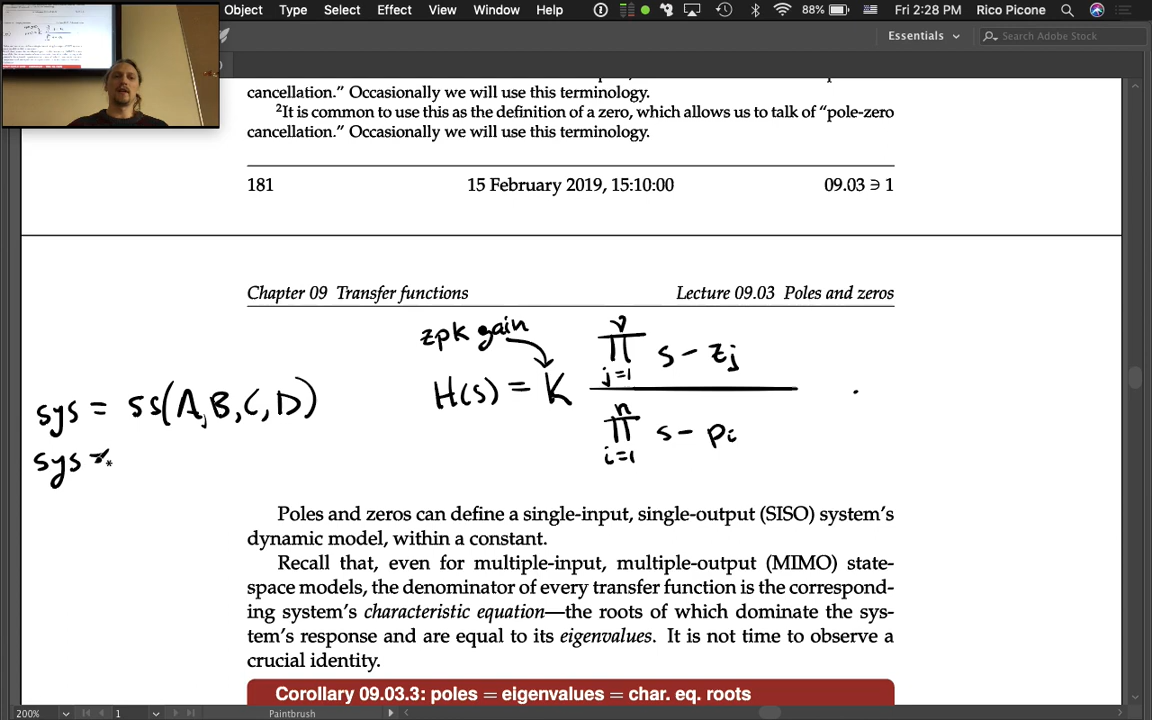 Object Type Select Effect View Window Help 88% Fri 2:28 PM Rico Picone
Essentials Search Adobe Stock
cancellation.” Occasionally we will use this terminology.
²It is common to use this as the definition of a zero, which allows us to talk of “pole-zero
cancellation.” Occasionally we will use this terminology.
181 15 February 2019, 15:10:00 09.03 ∋ 1
Chapter 09 Transfer functions Lecture 09.03 Poles and zeros
zpk gain
sys = ss(A,B,C,D)
H(s) = K ∏_{j=1}^{r} s - z_j / ∏_{i=1}^{n} s - p_i .
sys =
Poles and zeros can define a single-input, single-output (SISO) system’s
dynamic model, within a constant.
Recall that, even for multiple-input, multiple-output (MIMO) state-
space models, the denominator of every transfer function is the correspond-
ing system’s characteristic equation—the roots of which dominate the sys-
tem’s response and are equal to its eigenvalues. It is not time to observe a
crucial identity.
Corollary 09.03.3: poles = eigenvalues = char. eq. roots
200% 1 Paintbrush